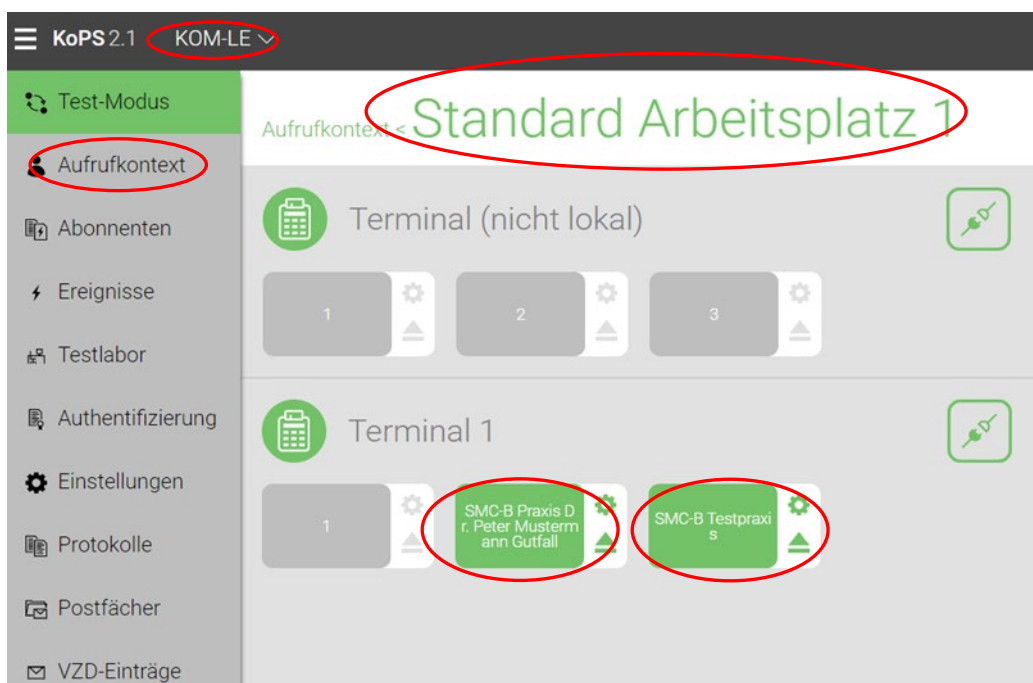 KoPS 2.1 KOM-LE
Test-Modus
Aufrufkontext
Abonnenten
Ereignisse
Testlabor
Authentifizierung
Einstellungen
Protokolle
Postfächer
VZD-Einträge
Aufrufkontext < Standard Arbeitsplatz 1
Terminal (nicht lokal)
1
2
3
Terminal 1
1
SMC-B Praxis D
r. Peter Musterm
ann Gutfall
SMC-B Testpraxi
s